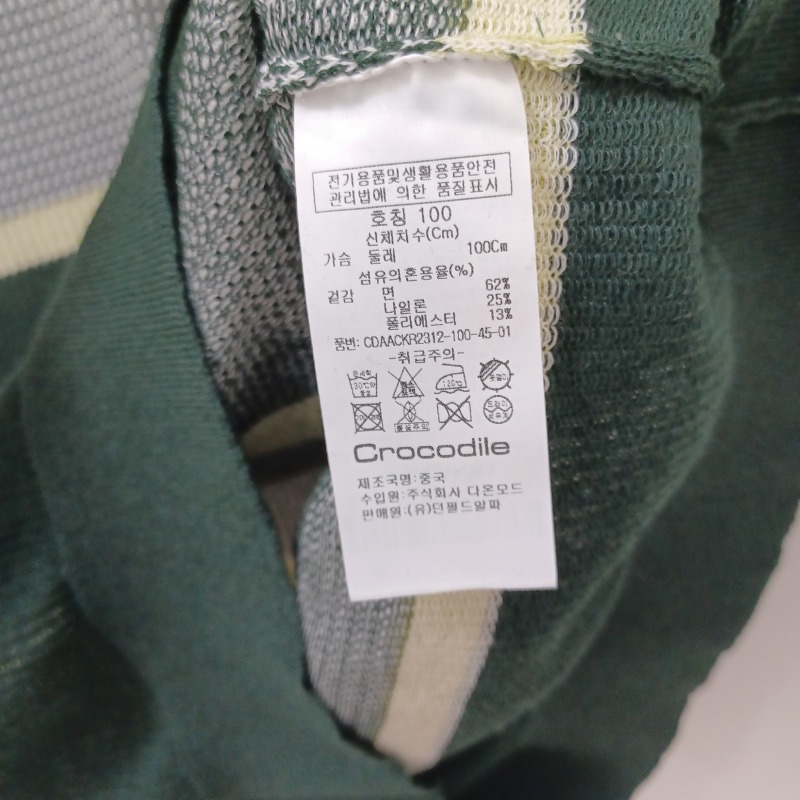 전기용품및생활용품안전
관리법에 의한 품질표시
호칭 100
신체치수(Cm)
가슴 둘레 100Cm
섬유의혼용율(%)
겉감 면 62%
나일론 25%
폴리에스터 13%
품번: CDAACKR2312-100-45-01
-취급주의-
30℃ 120℃
Crocodile
제조국명:중국
수입원:주식회사 다온모드
판매원:(유)던필드알파